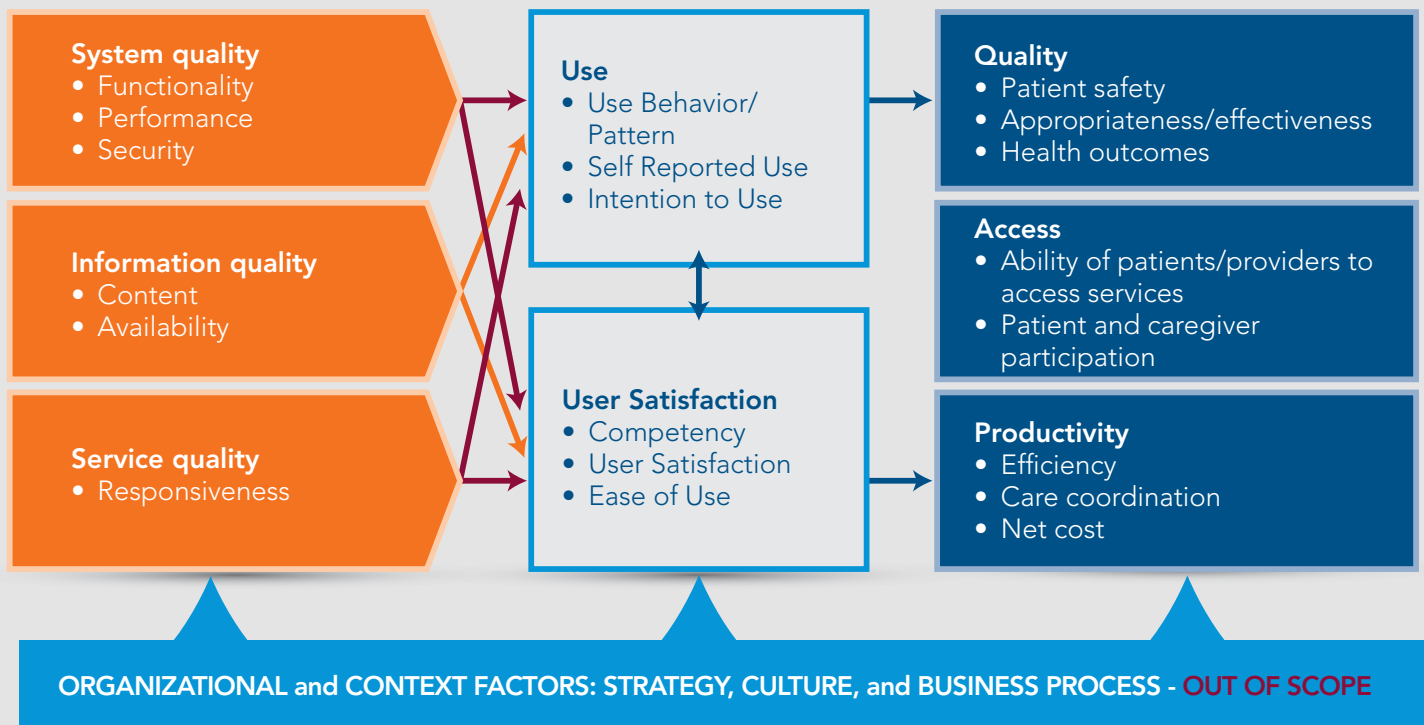 System quality
• Functionality
• Performance
• Security
Information quality
• Content
• Availability
Service quality
• Responsiveness
Use
• Use Behavior/
Pattern
• Self Reported Use
• Intention to Use
User Satisfaction
• Competency
• User Satisfaction
• Ease of Use
Quality
• Patient safety
• Appropriateness/effectiveness
• Health outcomes
Access
• Ability of patients/providers to
access services
• Patient and caregiver
participation
Productivity
• Efficiency
• Care coordination
• Net cost
ORGANIZATIONAL and CONTEXT FACTORS: STRATEGY, CULTURE, and BUSINESS PROCESS - OUT OF SCOPE